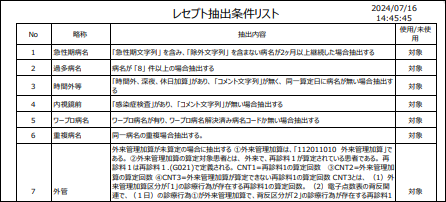 レセプト抽出条件リスト
2024/07/16
14:45:45
No 略称 抽出内容 使用/未使用
1 急性期病名 「急性期文字列」を含み、「除外文字列」を含まない病名が2ヶ月以上継続した場合抽出する 対象
2 過多病名 病名が「8」件以上の場合抽出する 対象
3 時間外等 「時間外、深夜、休日加算」があり、「コメント文字列」が無く、同一算定日に病名が無い場合抽出する 対象
4 内視鏡前 「感染症検査」があり、「コメント文字列」が無い場合抽出する 対象
5 ワープロ病名 ワープロ病名が有り、ワープロ病名解決済み病名コードか無い場合抽出する 対象
6 重複病名 同一病名の重複場合抽出する。 対象
7 外管 外来管理加算が未算定の場合に抽出する ①外来管理加算は、「112011010 外来管理加算」で
ある。②外来管理加算の算定対象患者とは、外来で、再診料1が算定されている患者である。再
診料1は再診料1.(G021)で定義される。CNT1=再診料1の算定回数 ③CNT2=外来管理加
算の算定回数 ④CNT3=外来管理加算が算定できない再診料1の算定回数 CNT3とは、(1)外
来管理加算区分が「1」の診療行為が存在する再診料1の算定回数。(2)電子点数表の背反関
連で、(1日)の診療行為①が外来管理加算で、背反区分が「2」の診療行為が存在する再診料1 対象